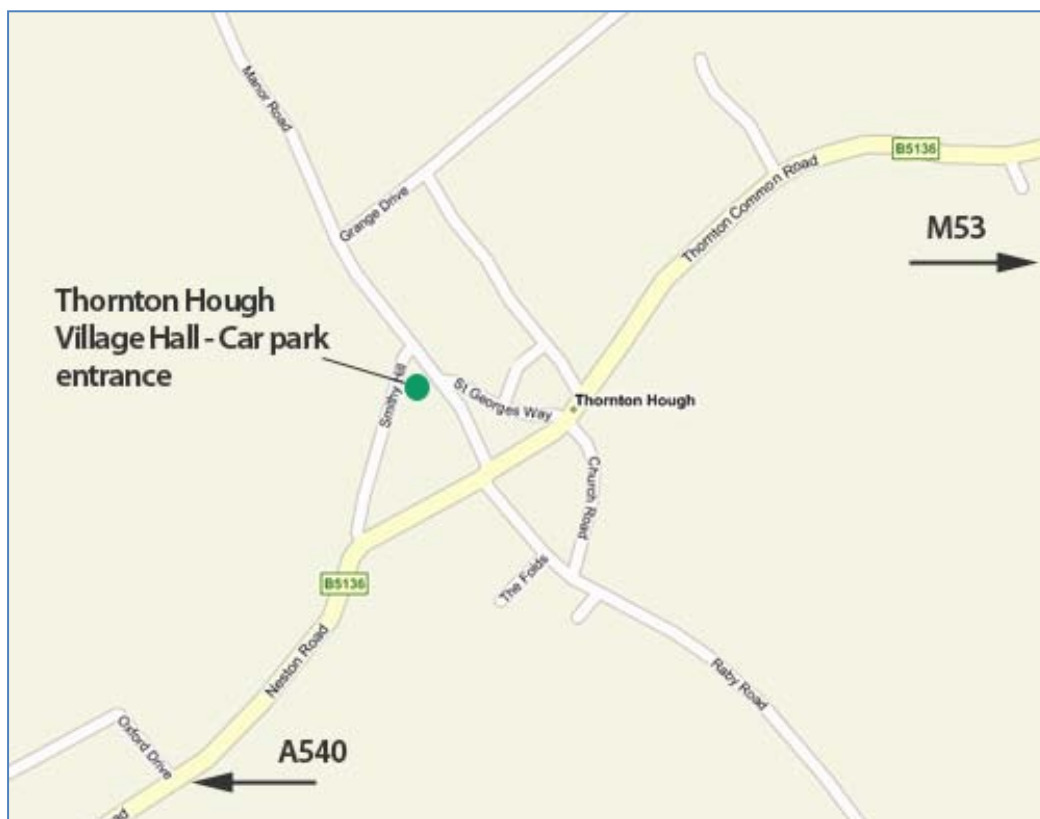 Manor Road
Grange Drive
B5136
Thornton Common Road
M53
Thornton Hough
Village Hall - Car park
entrance
Smithy Hill
St Georges Way
Thornton Hough
Church Road
The Folds
B5136
Neston Road
Raby Road
Oxford Drive
A540